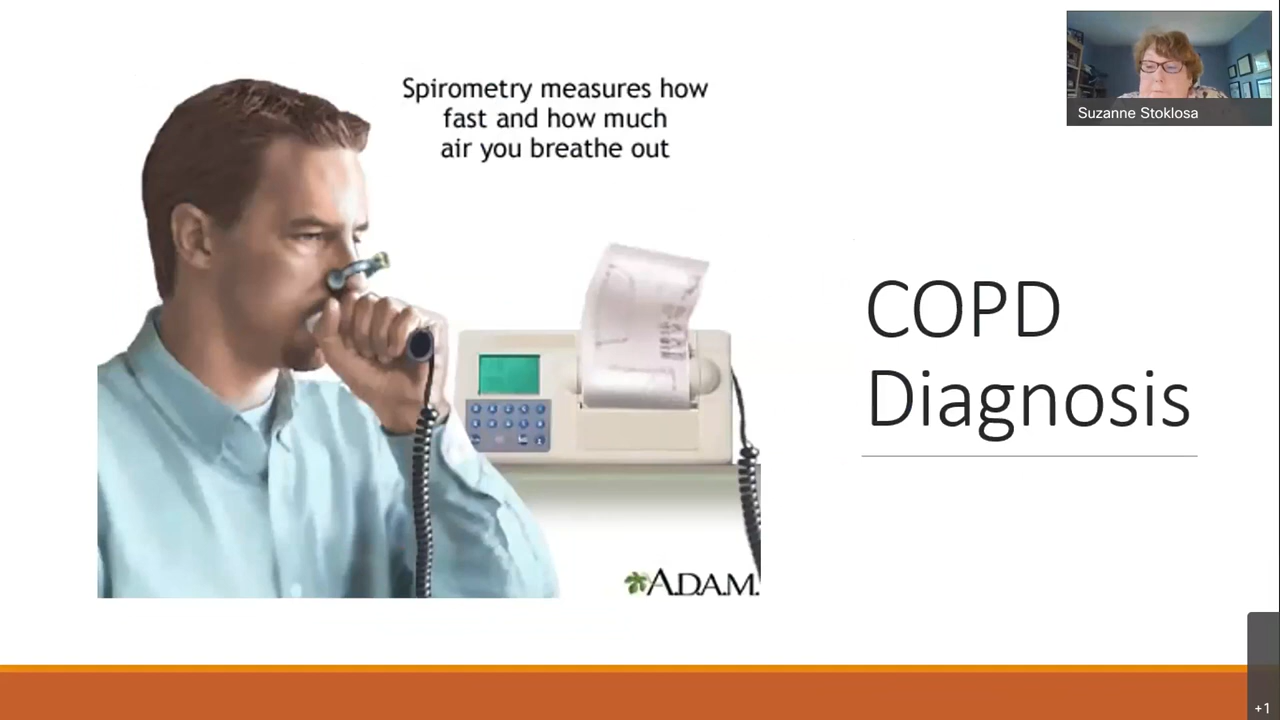 Spirometry measures how
fast and how much
air you breathe out
Suzanne Stoklosa
COPD
Diagnosis
A.D.A.M.
+1